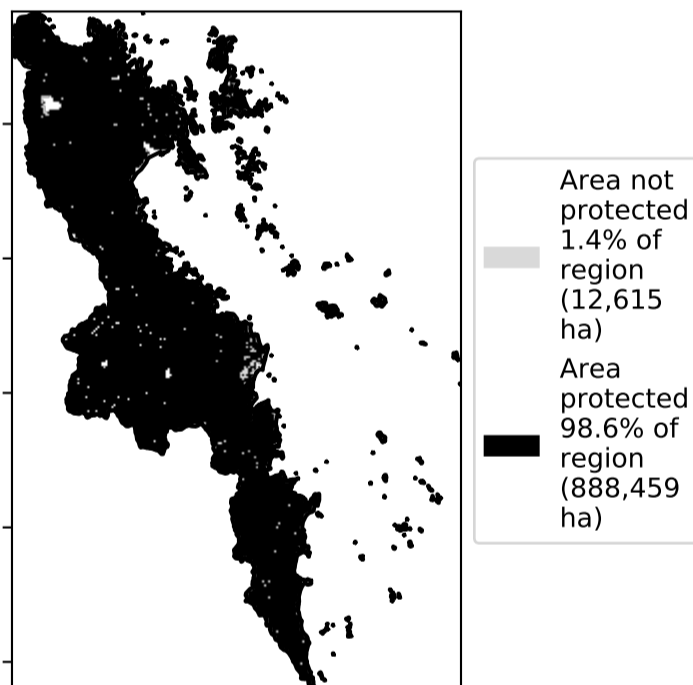 Area not
protected
1.4% of
region
(12,615
ha)
Area
protected
98.6% of
region
(888,459
ha)